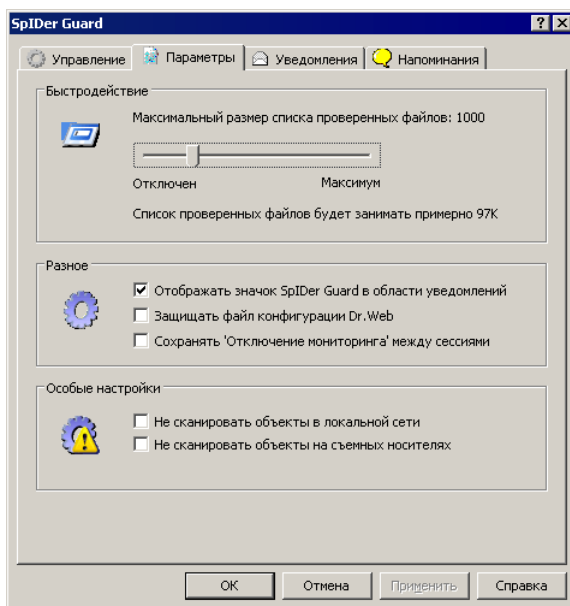 SpIDer Guard
Управление Параметры Уведомления Напоминания
Быстродействие
Максимальный размер списка проверенных файлов: 1000
Отключен Максимум
Список проверенных файлов будет занимать примерно 97K
Разное
Отображать значок SpIDer Guard в области уведомлений
Защищать файл конфигурации Dr.Web
Сохранять 'Отключение мониторинга' между сессиями
Особые настройки
Не сканировать объекты в локальной сети
Не сканировать объекты на съемных носителях
OK Отмена Применить Справка